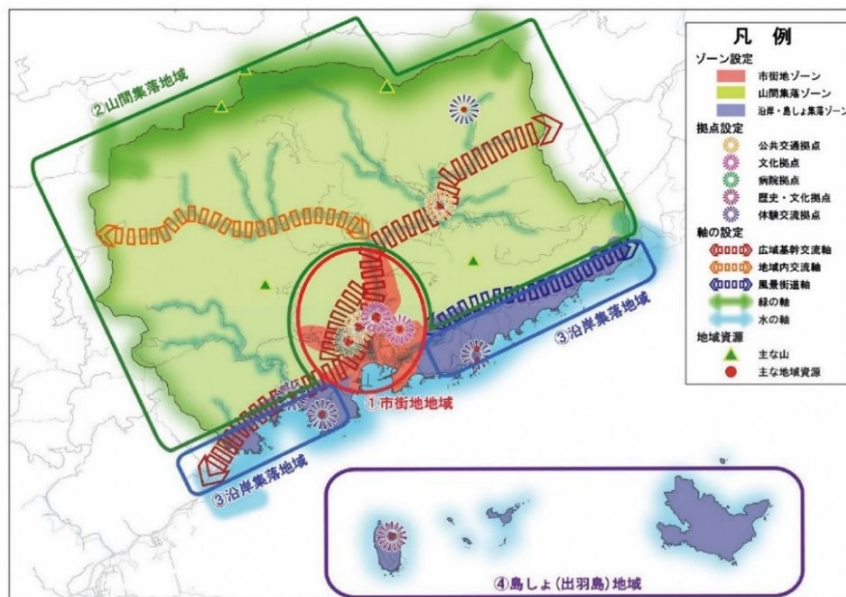 ②山間集落地域
③沿岸集落地域
①市街地地域
③沿岸集落地域
④島しょ(出羽島)地域
凡 例
ゾーン設定
市街地ゾーン
山間集落ゾーン
沿岸・島しょ集落ゾーン
拠点設定
公共交通拠点
文化拠点
病院拠点
歴史・文化拠点
体験交流拠点
軸の設定
広域基幹交流軸
地域内交流軸
風景街道軸
緑の軸
水の軸
地域資源
主な山
主な地域資源